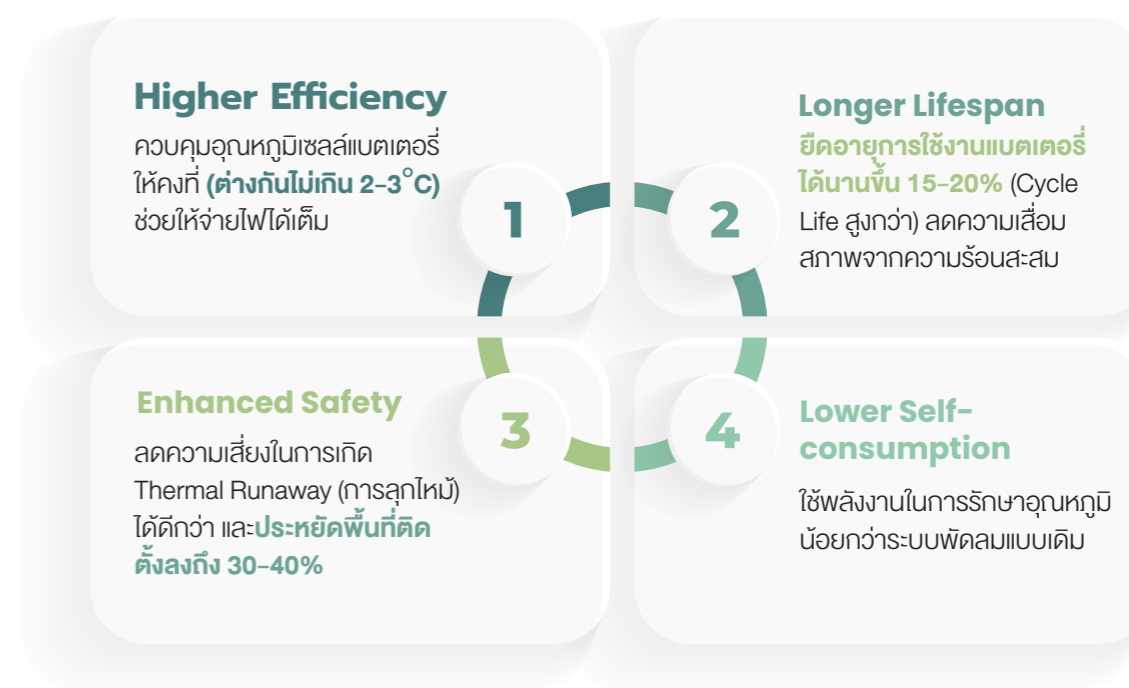 Higher Efficiency
ควบคุมอุณหภูมิเซลล์แบตเตอรี่
ให้คงที่ (ต่างกันไม่เกิน 2-3°C)
ช่วยให้จ่ายไฟได้เต็ม
1
2
Longer Lifespan
ยืดอายุการใช้งานแบตเตอรี่
ได้นานขึ้น 15-20% (Cycle
Life สูงกว่า) ลดความเสื่อม
สภาพจากความร้อนสะสม
Enhanced Safety
ลดความเสี่ยงในการเกิด
Thermal Runaway (การลุกไหม้)
ได้ดีกว่า และประหยัดพื้นที่ติด
ตั้งลงถึง 30-40%
3
4
Lower Self-
consumption
ใช้พลังงานในการรักษาอุณหภูมิ
น้อยกว่าระบบพัดลมแบบเดิม